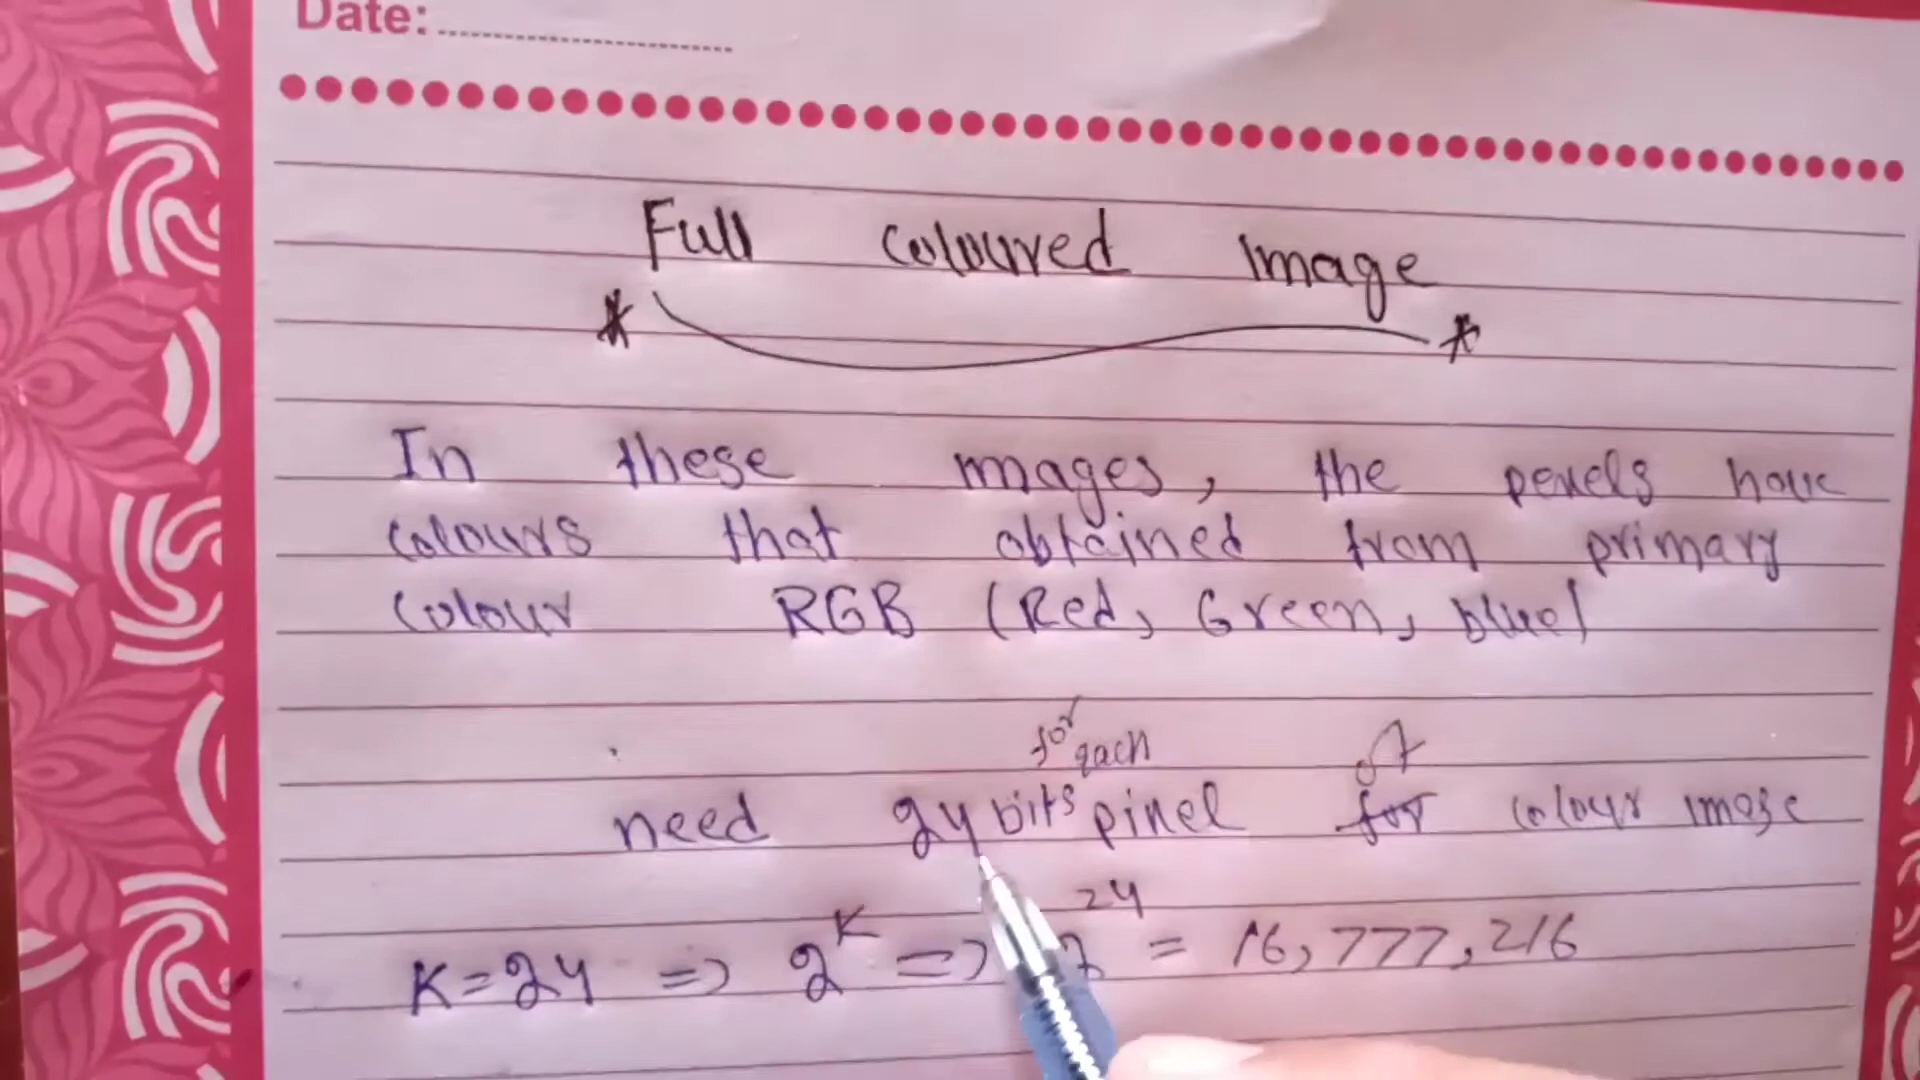 Date:
Full coloured Image
In these images, the pexels have
colours that obtained from primary
colour RGB (Red, Green, blue)
for each
of
need 24 bits pixel for colour image
K=24 => 2^K => 2^24 = 16,777,216